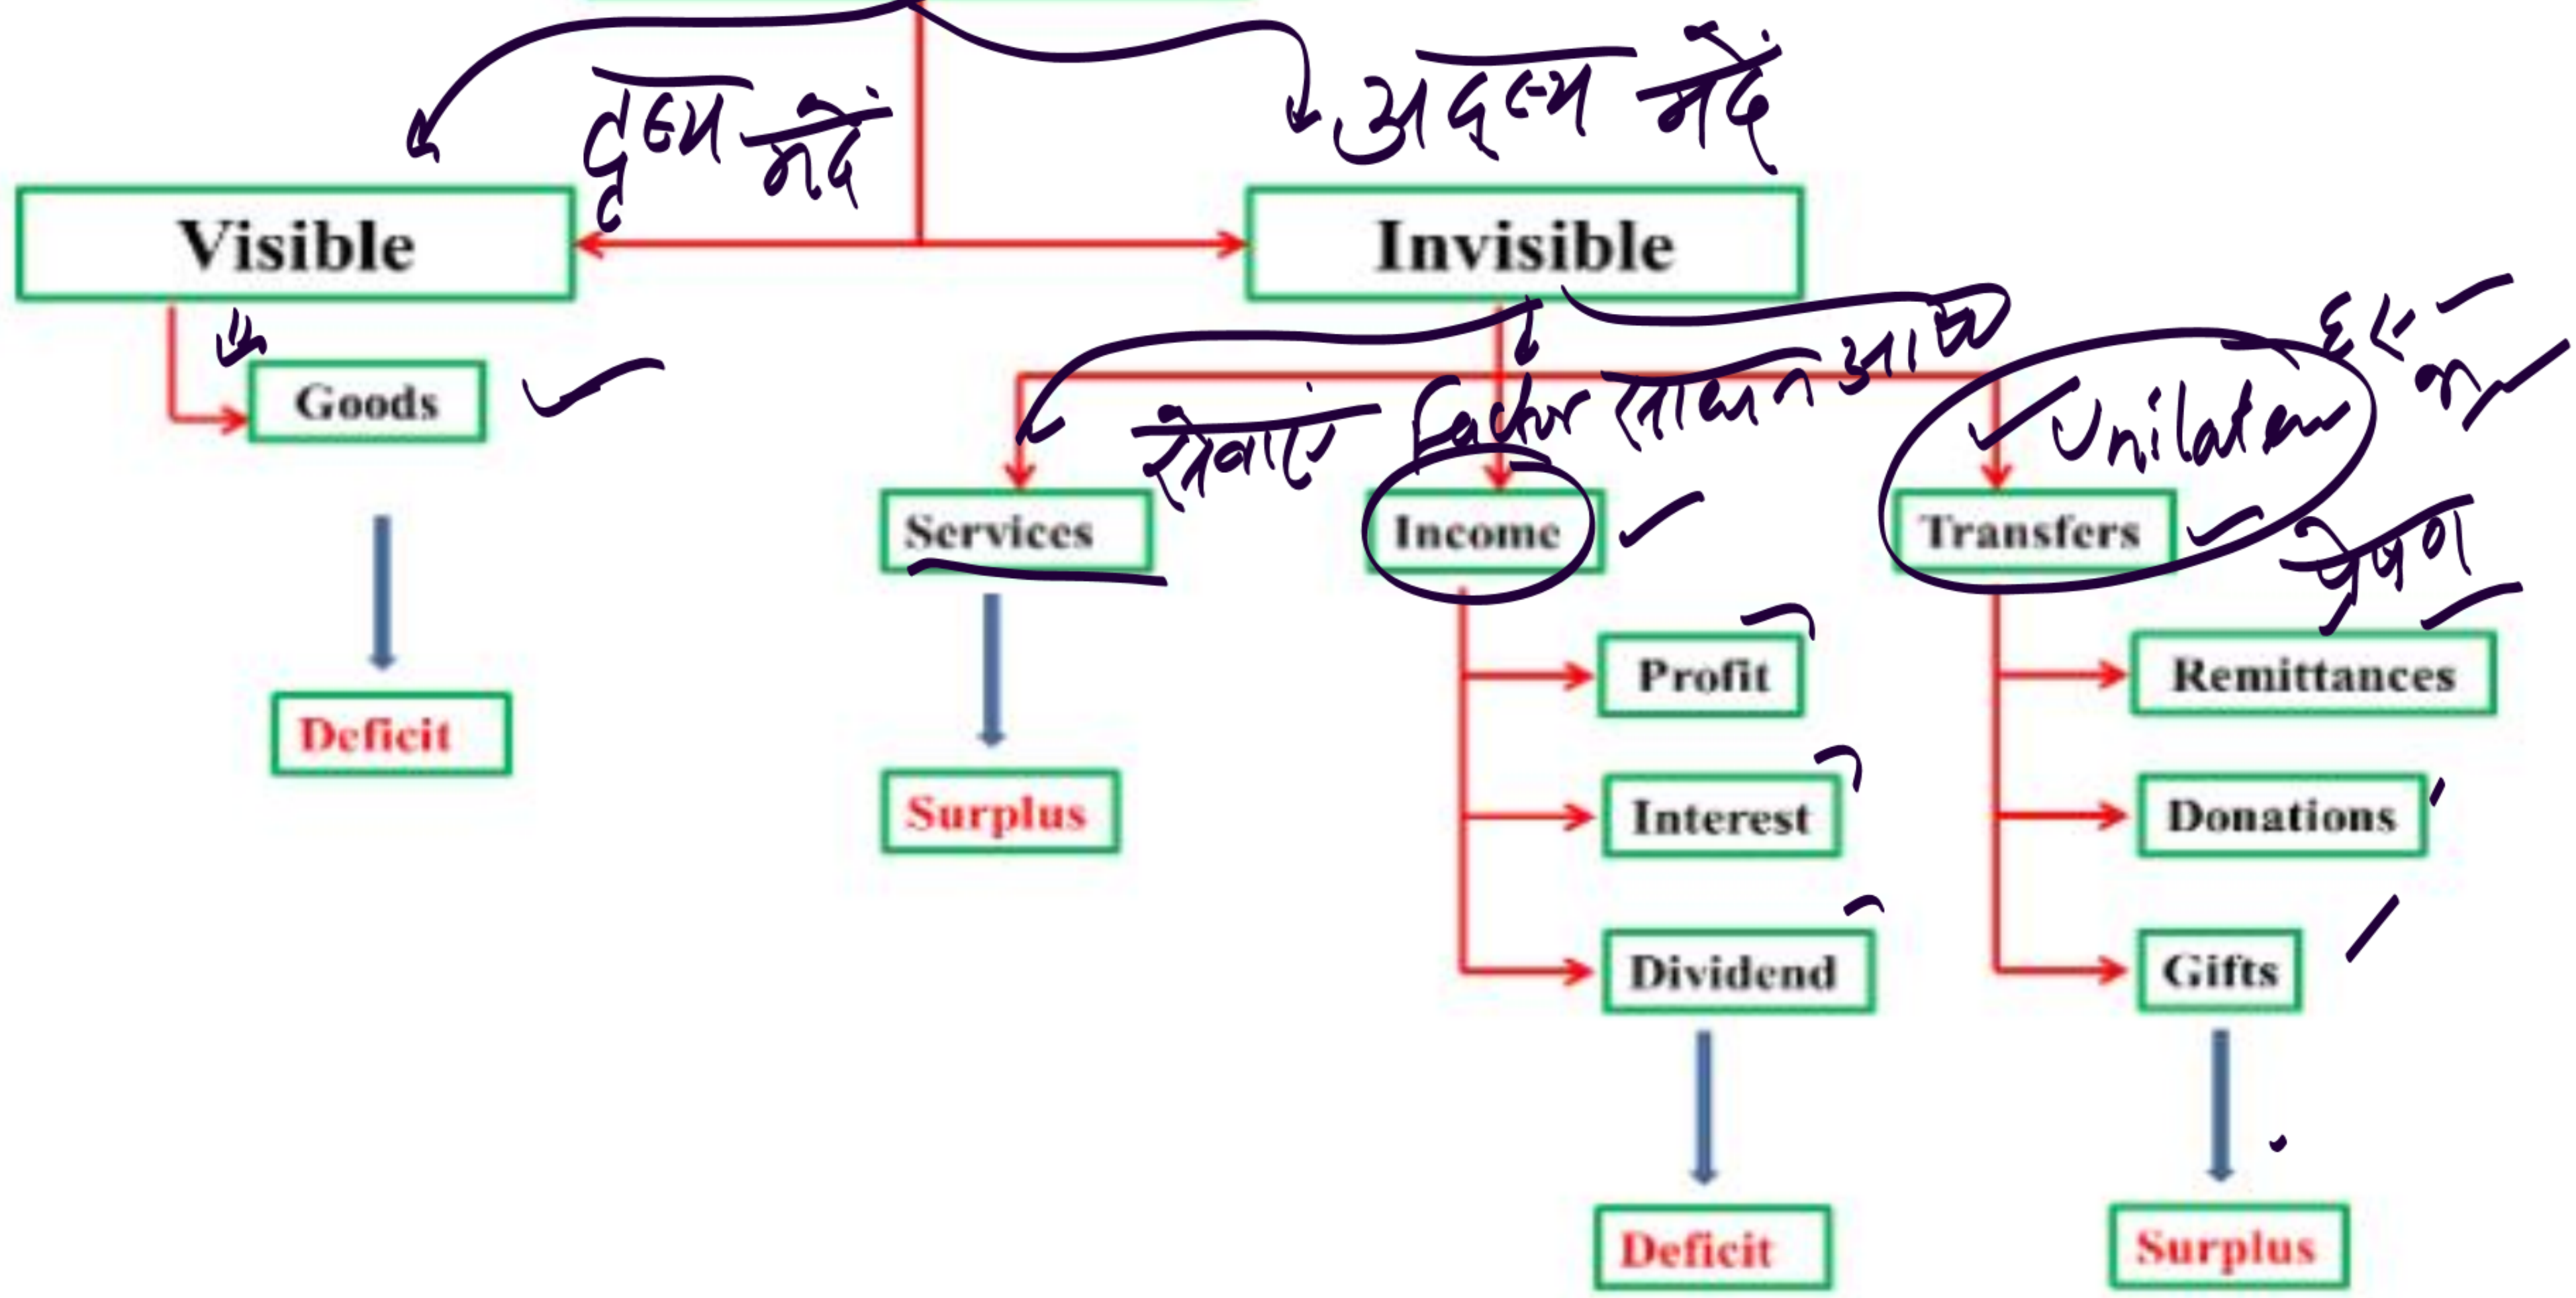 दृश्य मदें
अदृश्य मदें
Visible
Invisible
Goods
सेवाएं
Factor साधन आय
Unilateral
Services
Income
Transfers
प्रेषण
Profit
Remittances
Deficit
Surplus
Interest
Donations
Dividend
Gifts
Deficit
Surplus